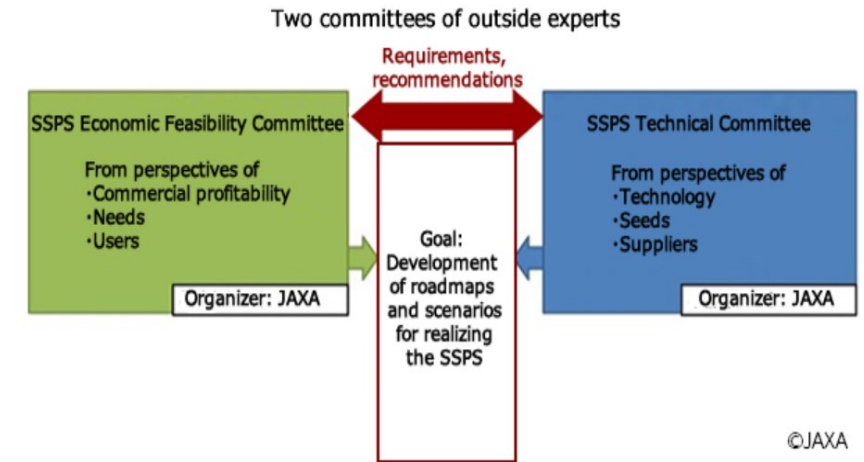 Two committees of outside experts
Requirements,
recommendations
SSPS Economic Feasibility Committee
From perspectives of
・Commercial profitability
・Needs
・Users
Organizer: JAXA
Goal:
Development
of roadmaps
and scenarios
for realizing
the SSPS
SSPS Technical Committee
From perspectives of
・Technology
・Seeds
・Suppliers
Organizer: JAXA
©JAXA